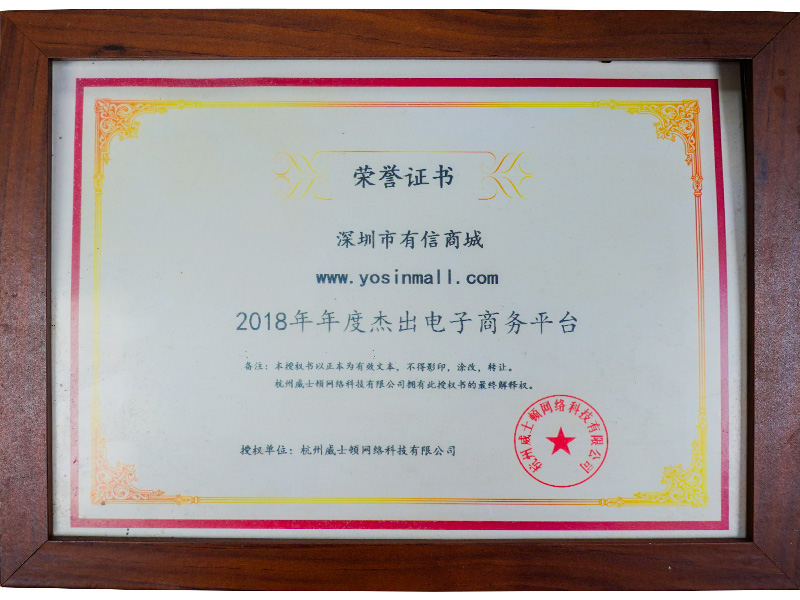 荣誉证书
深圳市有信商城
www.yosinmall.com
2018年年度杰出电子商务平台
备注：本授权书以正本为有效文本，不得影印，涂改，转让。
杭州威士顿网络科技有限公司拥有此授权书的最终解释权。
授权单位：杭州威士顿网络科技有限公司
杭州威士顿网络科技有限公司